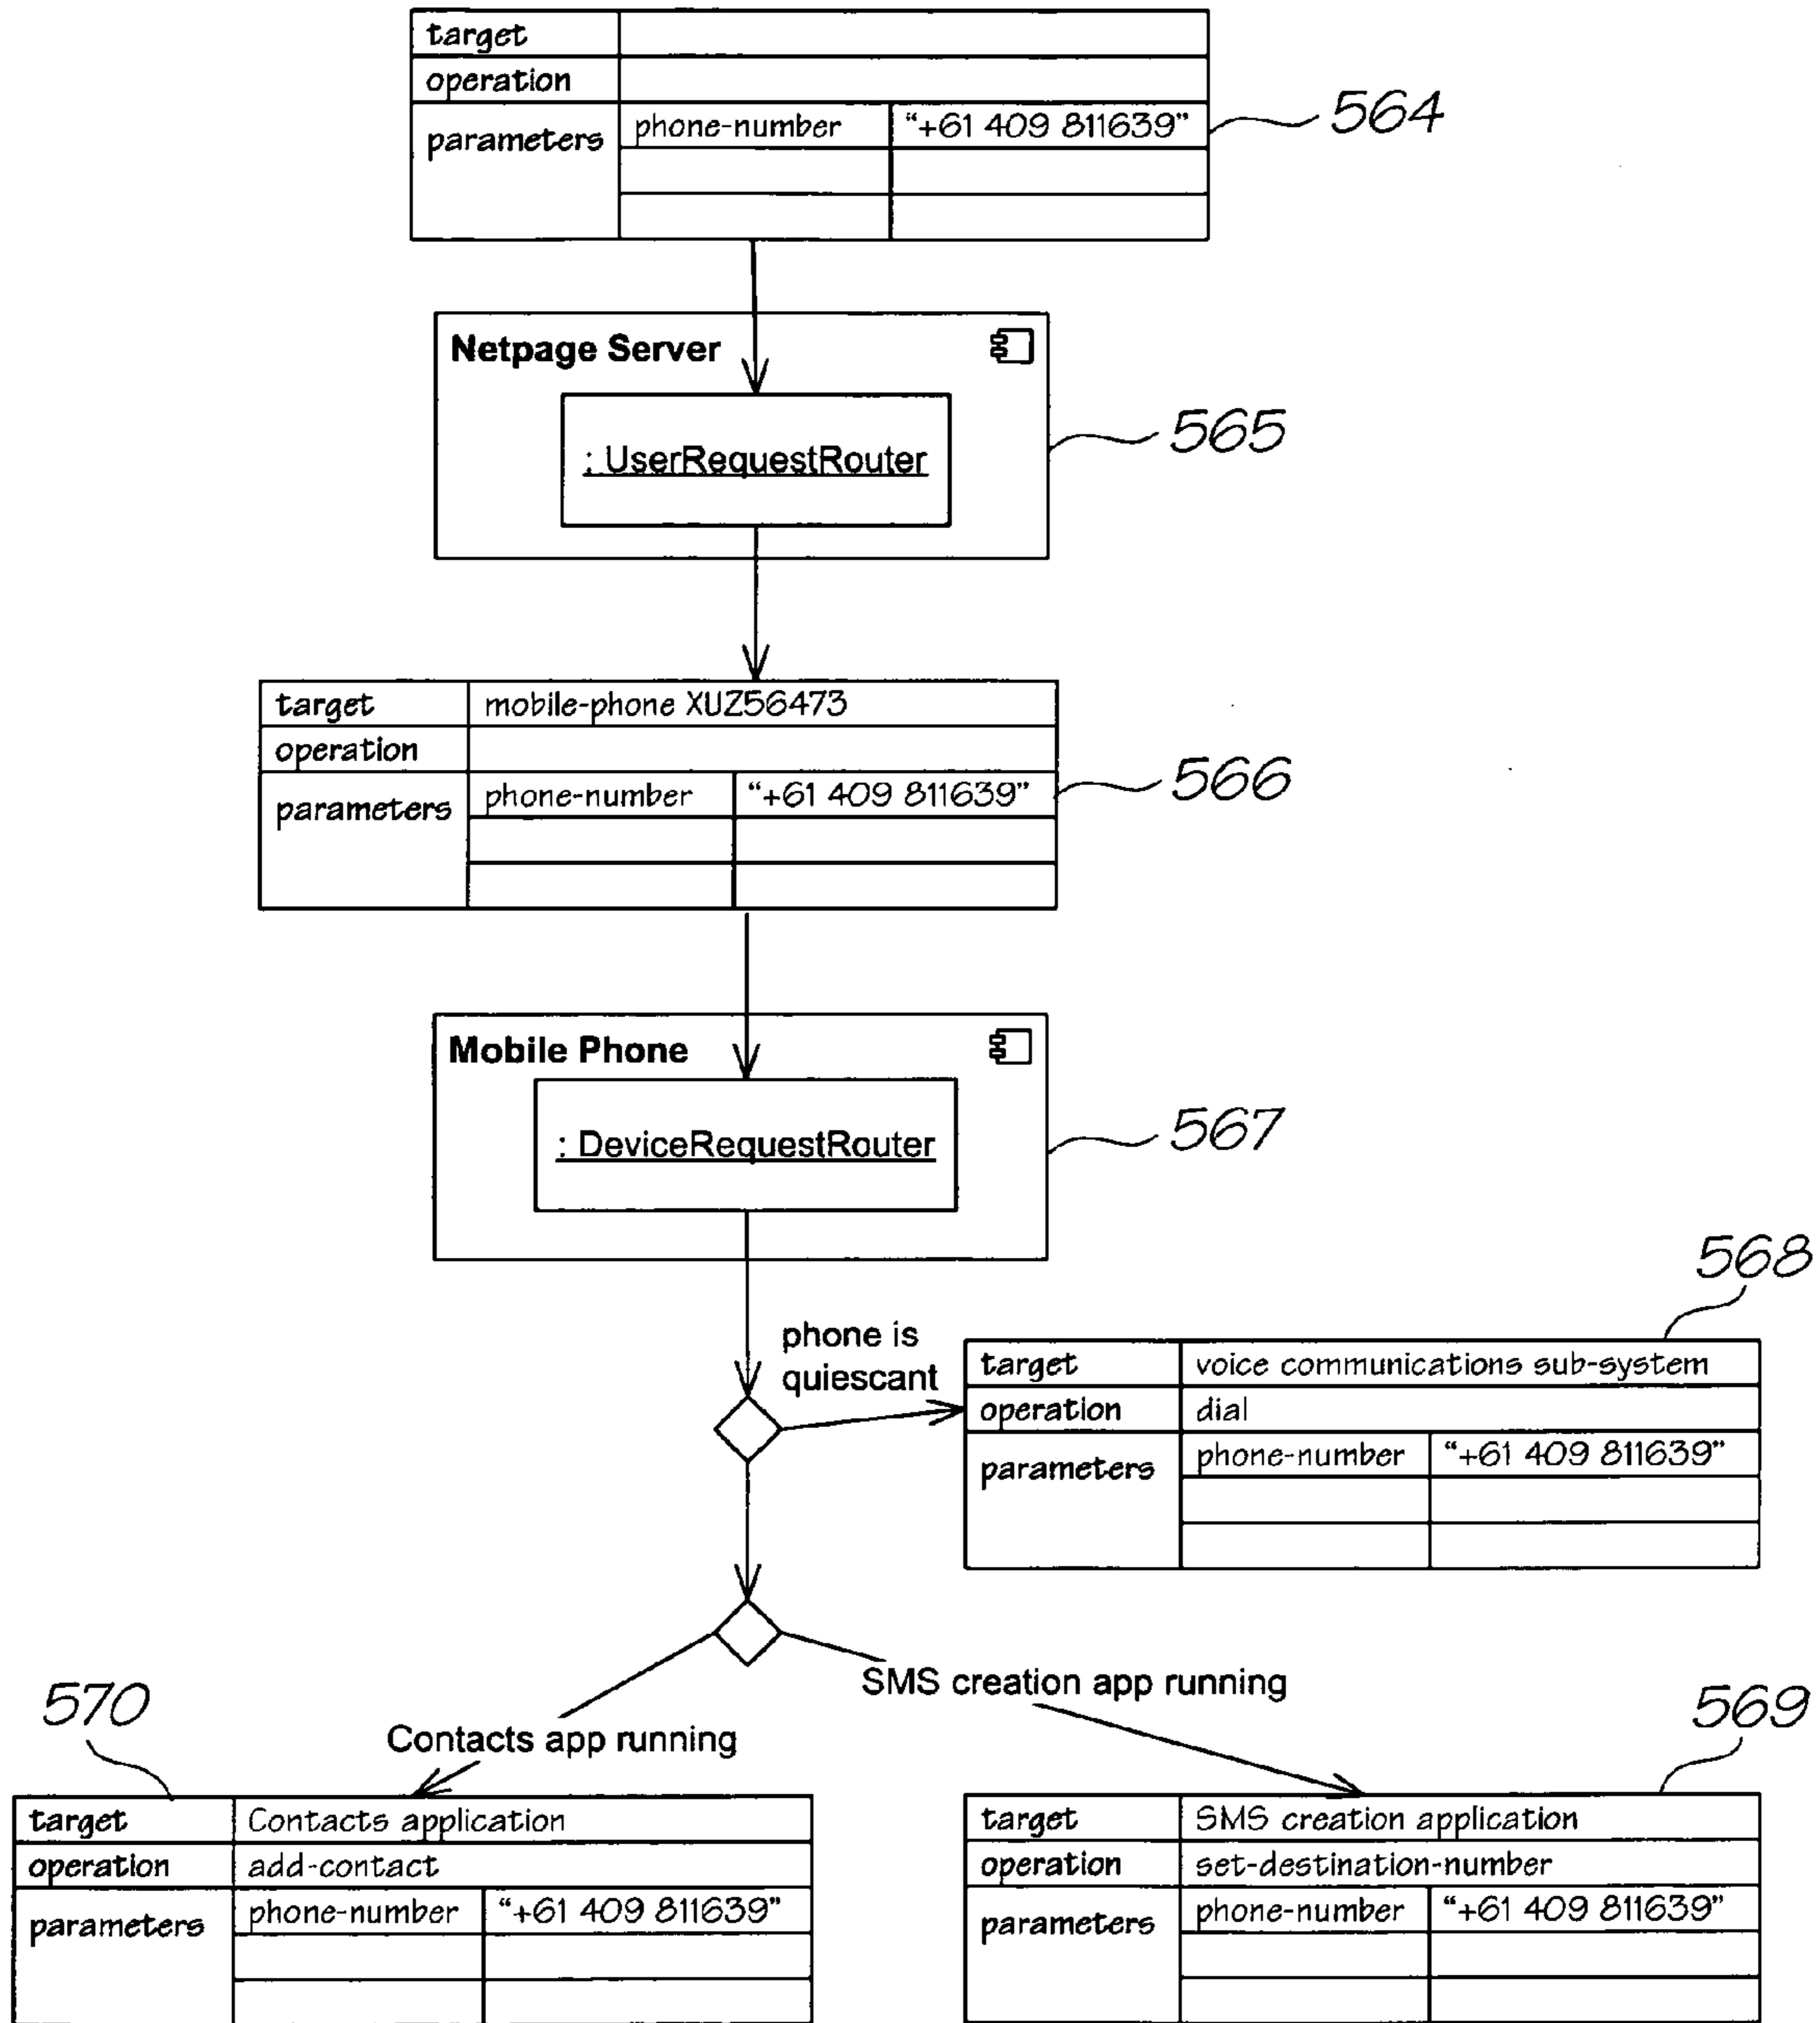 target
operation
parameters phone-number "+61 409 811639"
564
Netpage Server
: UserRequestRouter
565
target mobile-phone XUZ56473
operation
parameters phone-number "+61 409 811639"
566
Mobile Phone
: DeviceRequestRouter
567
phone is
quiescant
568
target voice communications sub-system
operation dial
parameters phone-number "+61 409 811639"
SMS creation app running
Contacts app running
570
target Contacts application
operation add-contact
parameters phone-number "+61 409 811639"
569
target SMS creation application
operation set-destination-number
parameters phone-number "+61 409 811639"